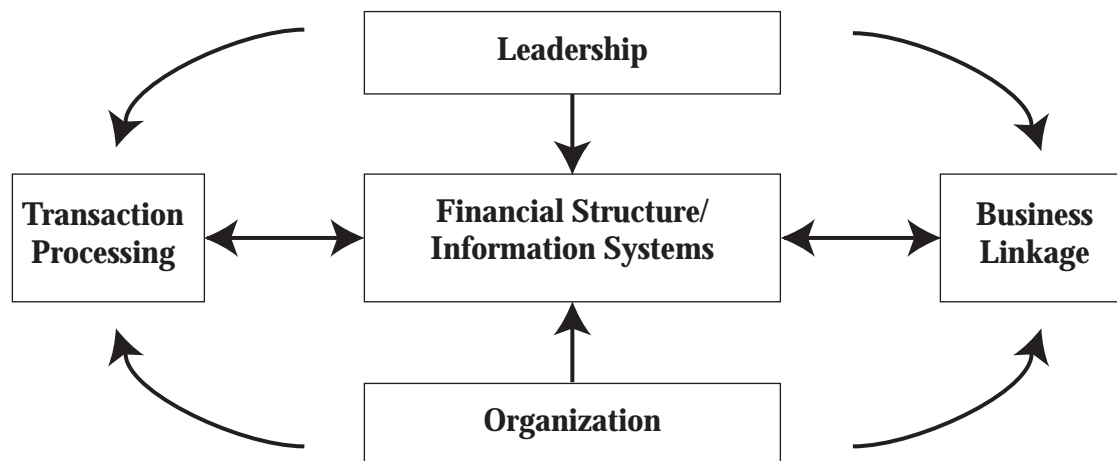 Leadership
Transaction
Processing
Financial Structure/
Information Systems
Business
Linkage
Organization